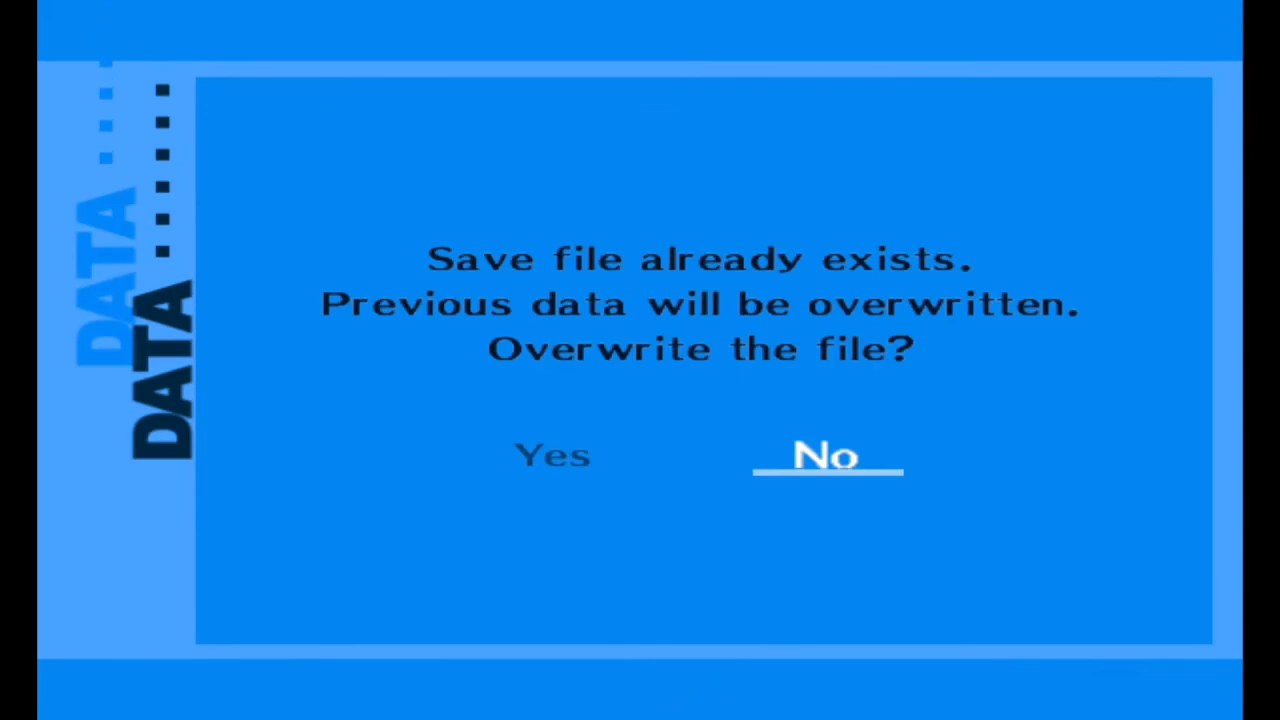 DATA
DATA
Save file already exists.
Previous data will be overwritten.
Overwrite the file?
Yes No